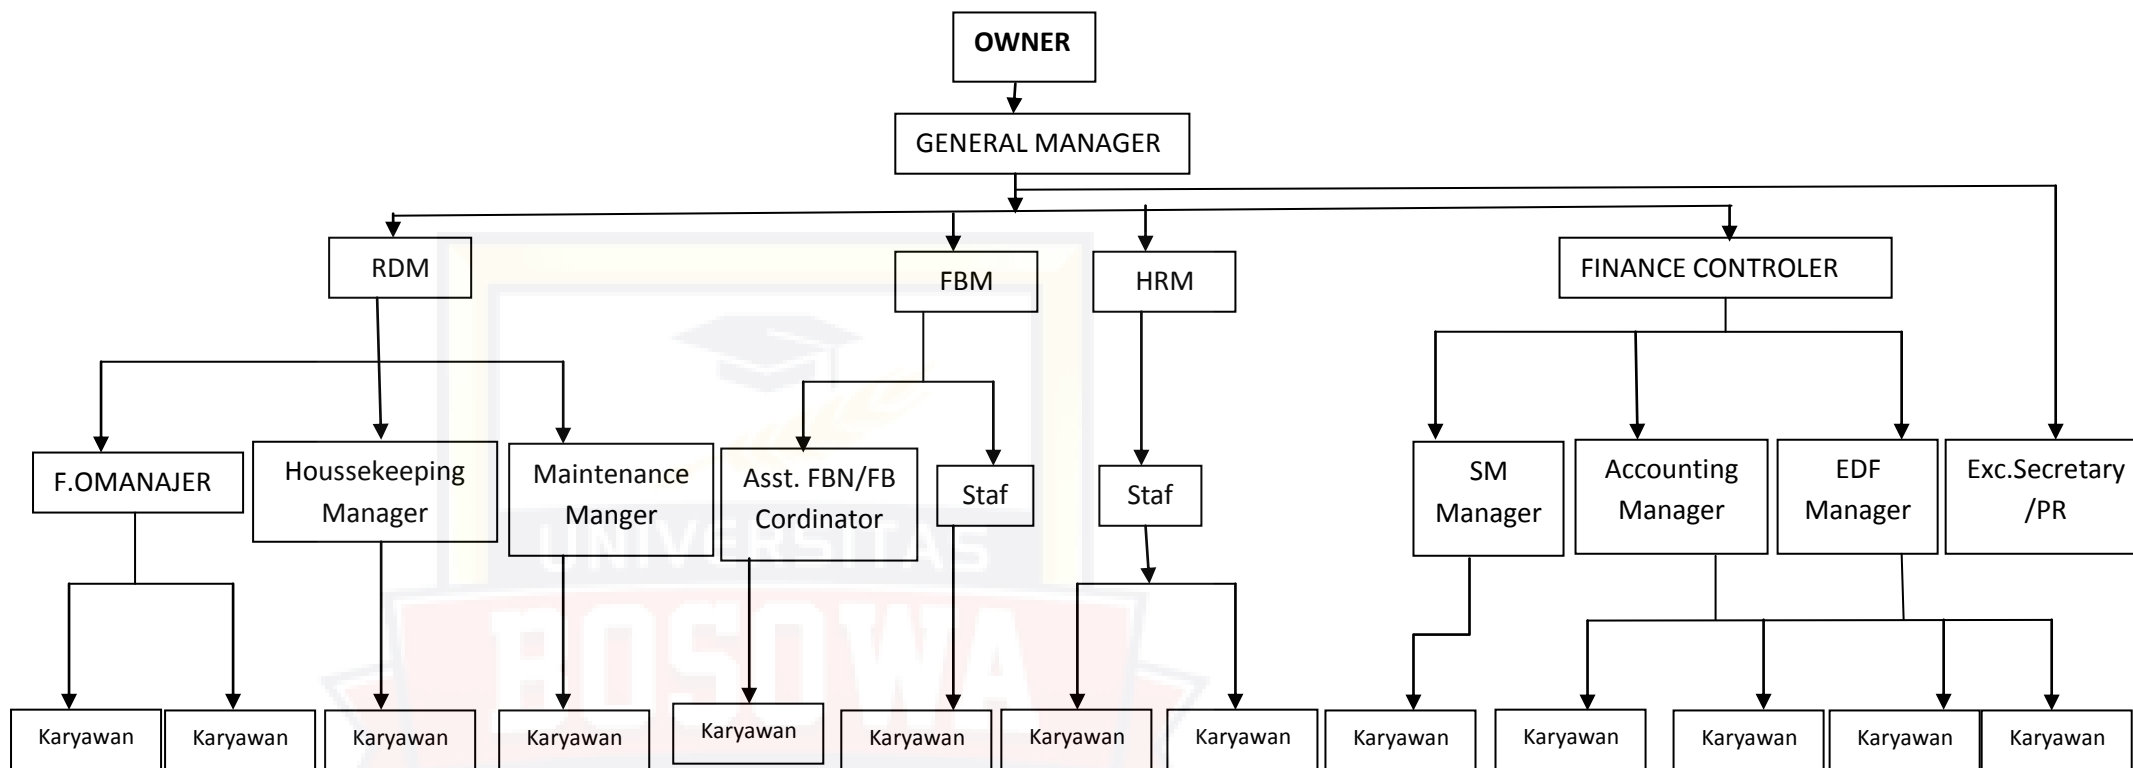 OWNER
GENERAL MANAGER
RDM
FBM
HRM
FINANCE CONTROLER
F.OMANAJER
Houssekeeping
Manager
Maintenance
Manger
Asst. FBN/FB
Cordinator
Staf
Staf
SM
Manager
Accounting
Manager
EDF
Manager
Exc.Secretary
/PR
UNIVERSITAS
BOSOWA
Karyawan
Karyawan
Karyawan
Karyawan
Karyawan
Karyawan
Karyawan
Karyawan
Karyawan
Karyawan
Karyawan
Karyawan
Karyawan